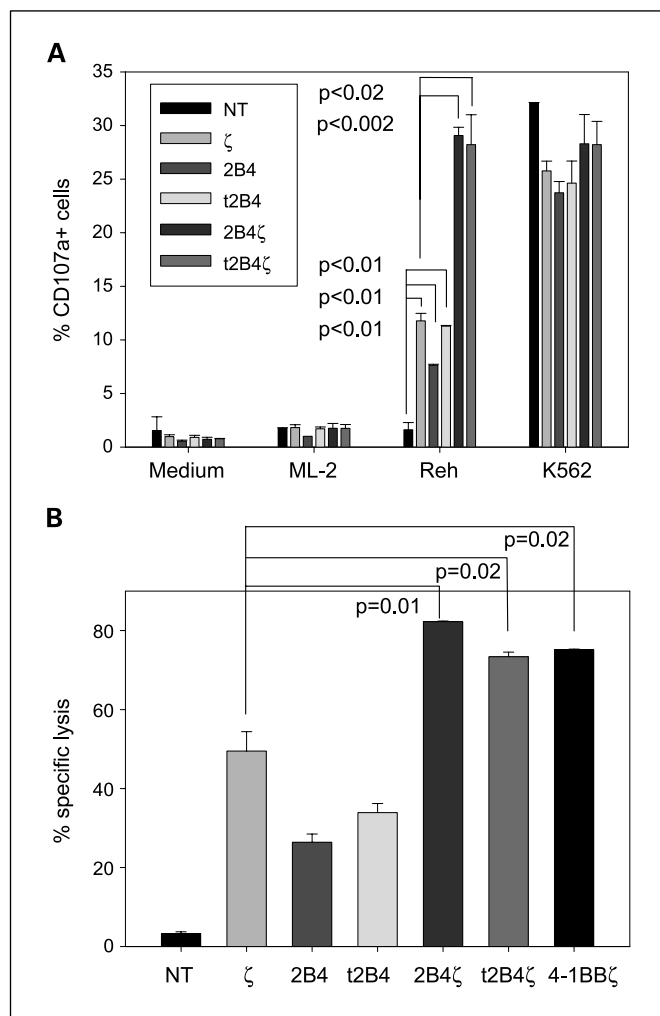 A
35
30
25
20
15
10
5
0
% CD107a+ cells
NT
ζ
2B4
t2B4
2B4ζ
t2B4ζ
p<0.02
p<0.002
p<0.01
p<0.01
p<0.01
Medium ML-2 Reh K562
B
p=0.02
p=0.02
p=0.01
80
60
40
20
0
% specific lysis
NT ζ 2B4 t2B4 2B4ζ t2B4ζ 4-1BBζ